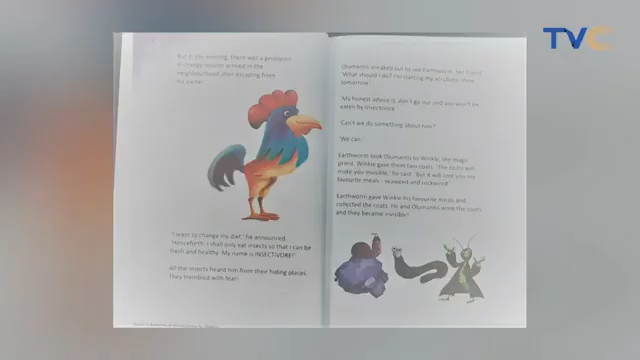 TVC
But in the evening, there was a problem!
A strange rooster arrived in the
neighbourhood after escaping from
his owner.
'I want to change my diet,' he announced.
'Henceforth, I shall only eat insects so that I can be
fresh and healthy. My name is INSECTIVORE!'
All the insects heard him from their hiding places.
They trembled with fear!
Olumantis sneaked out to see Earthworm, her friend.
'What should I do? I'm starting my acrobatic show
tomorrow.'
'My honest advice is, don't go out and you won't be
eaten by Insectivore.'
'Can't we do something about him?'
'We can.'
Earthworm took Olumantis to Winkle, the magic
priest. Winkle gave them two coats. 'The coats will
make you invisible,' he said. 'But it will cost you my
favourite meals - seaweed and rockweed.'
Earthworm gave Winkle his favourite meals and
collected the coats. He and Olumantis wore the coats
and they became invisible!